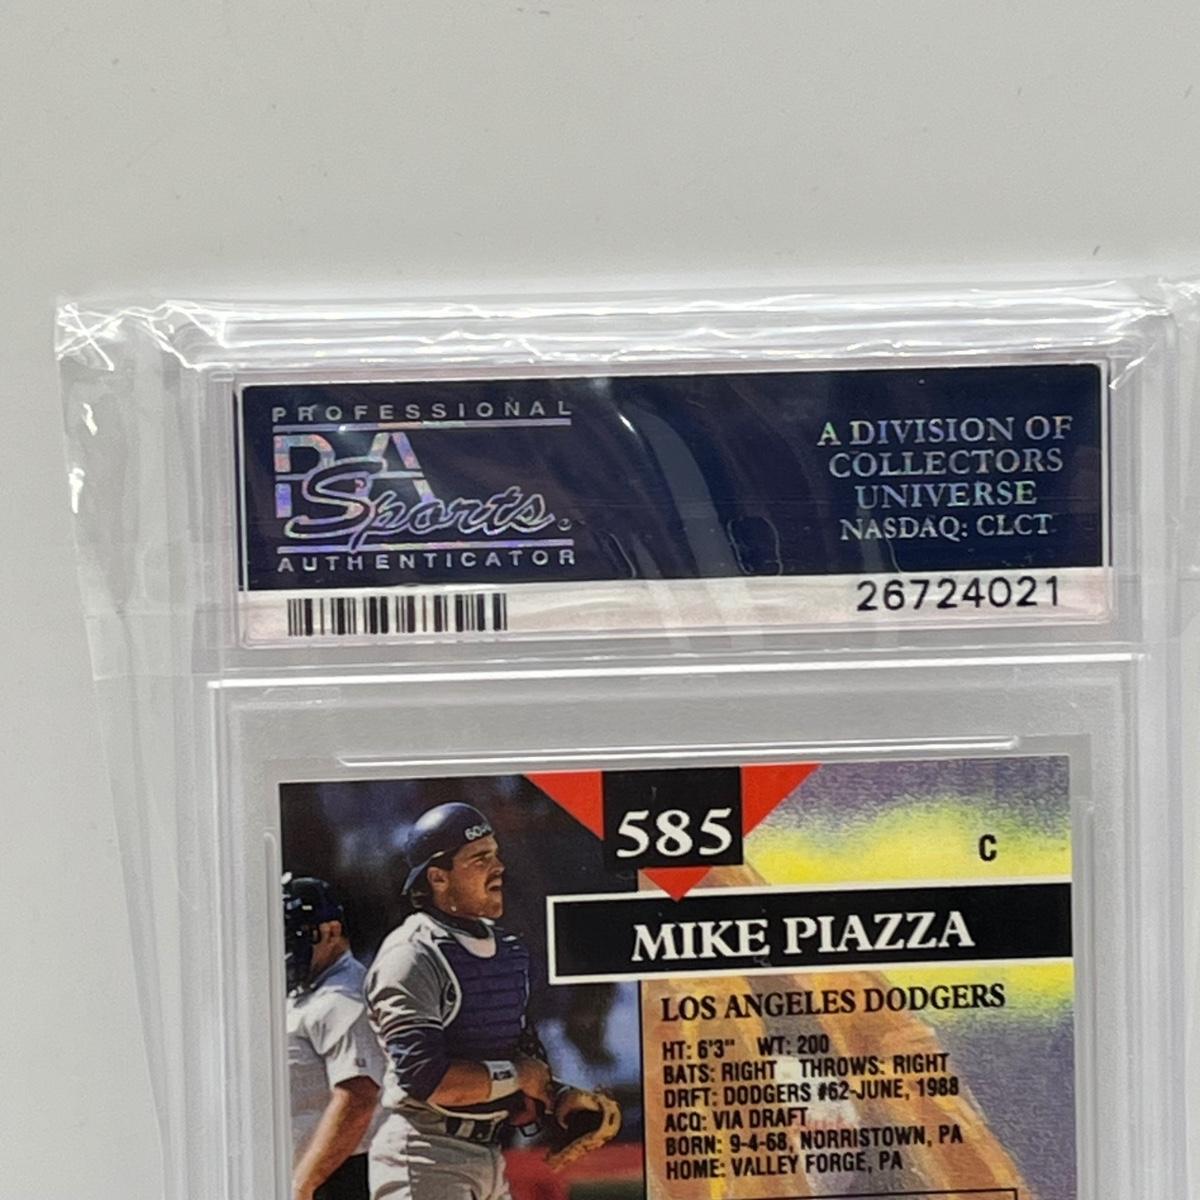 PROFESSIONAL
PSA
Sports
AUTHENTICATOR
A DIVISION OF
COLLECTORS
UNIVERSE
NASDAQ: CLCT
26724021
585
C
MIKE PIAZZA
LOS ANGELES DODGERS
HT: 6'3" WT: 200
BATS: RIGHT THROWS: RIGHT
DRFT: DODGERS #62-JUNE, 1988
ACQ: VIA DRAFT
BORN: 9-4-68, NORRISTOWN, PA
HOME: VALLEY FORGE, PA